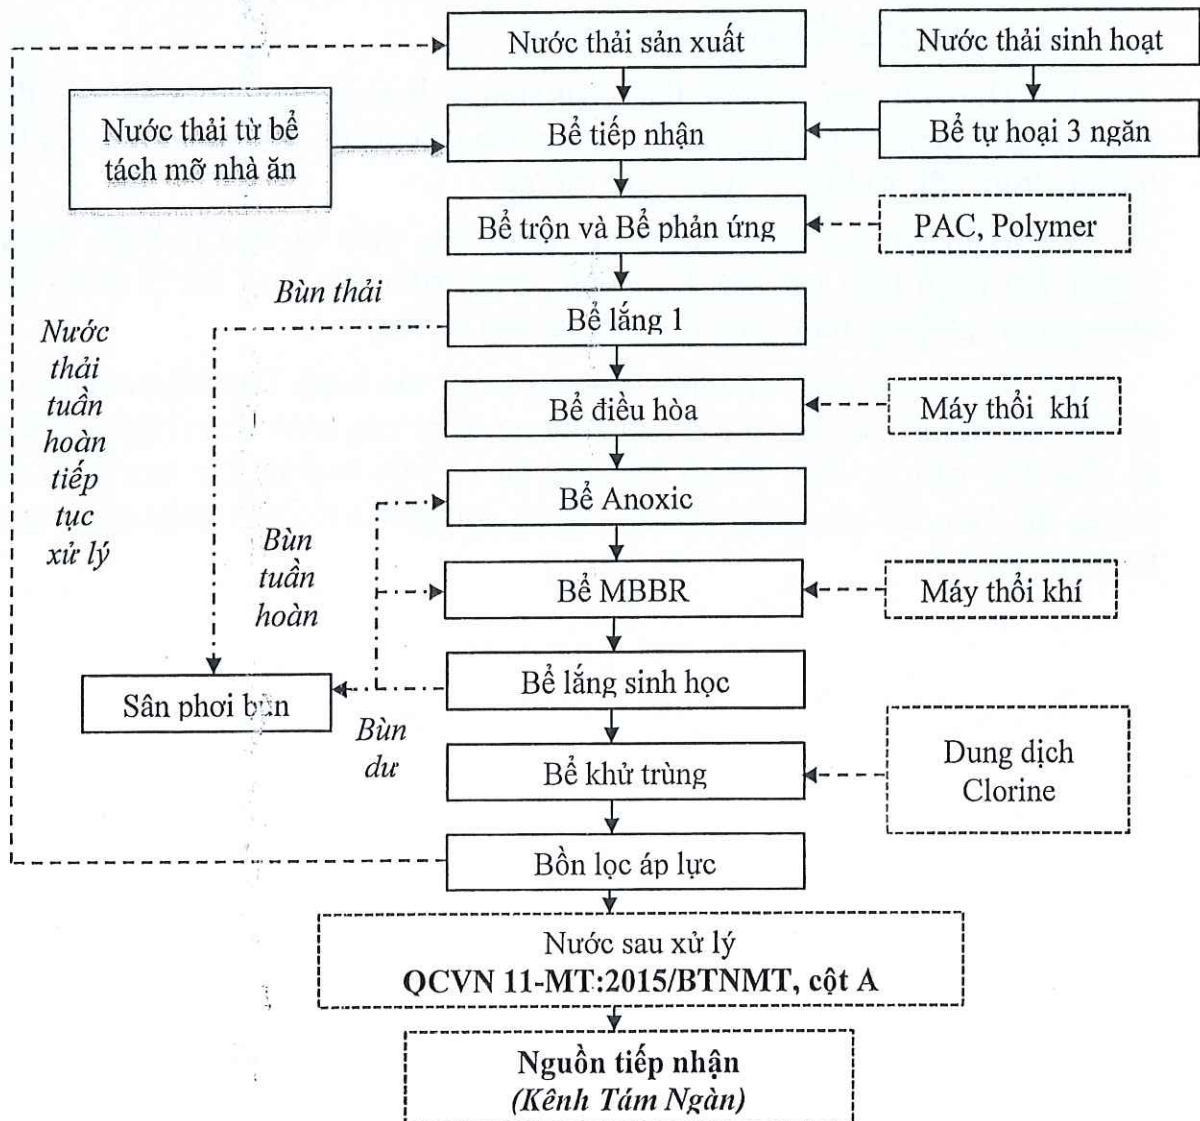 Nước thải sản xuất
Nước thải sinh hoạt
Nước thải từ bể
tách mỡ nhà ăn
Bể tiếp nhận
Bể tự hoại 3 ngăn
Bể trộn và Bể phản ứng
PAC, Polymer
Bùn thải
Bể lắng 1
Nước
thải
tuần
hoàn
tiếp
tục
xử lý
Bể điều hòa
Máy thổi khí
Bể Anoxic
Bùn
tuần
hoàn
Bể MBBR
Máy thổi khí
Bể lắng sinh học
Sân phơi bùn
Bùn
dư
Bể khử trùng
Dung dịch
Clorine
Bồn lọc áp lực
Nước sau xử lý
QCVN 11-MT:2015/BTNMT, cột A
Nguồn tiếp nhận
(Kênh Tám Ngàn)